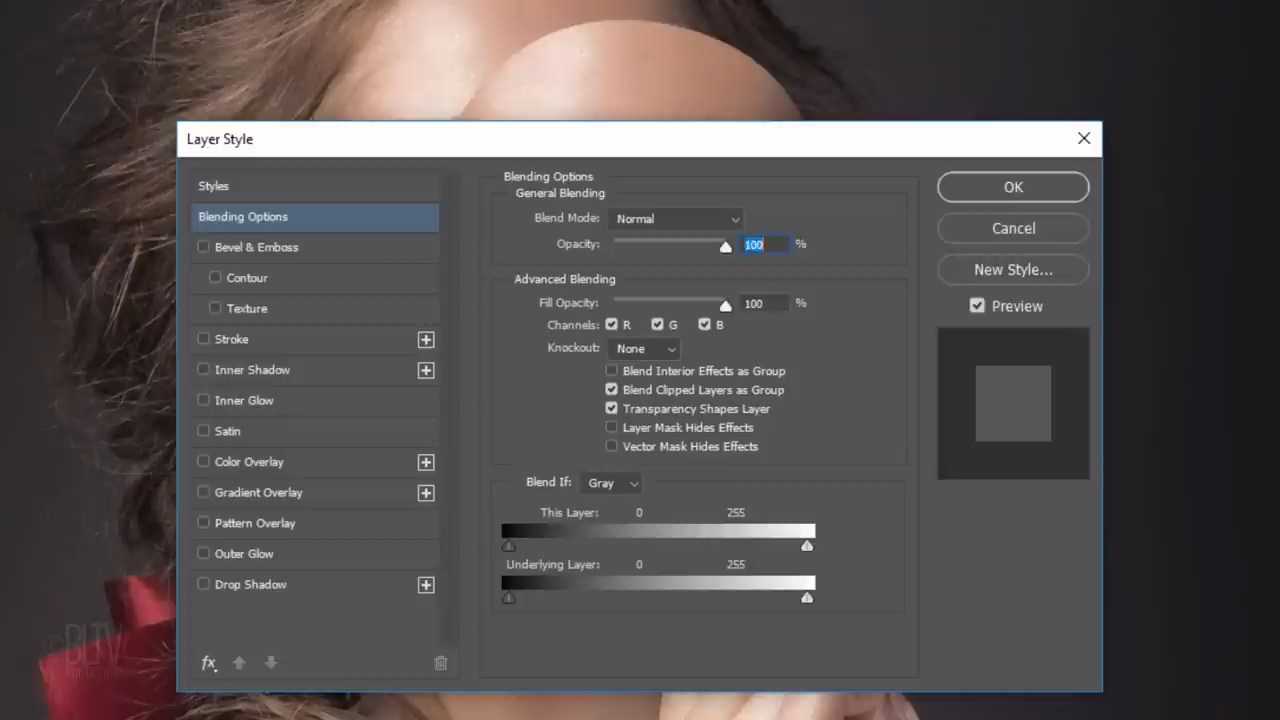 Layer Style
Styles
Blending Options
Bevel & Emboss
Contour
Texture
Stroke
Inner Shadow
Inner Glow
Satin
Color Overlay
Gradient Overlay
Pattern Overlay
Outer Glow
Drop Shadow
fx
Blending Options
General Blending
Blend Mode: Normal
Opacity: 100 %
Advanced Blending
Fill Opacity: 100 %
Channels: R G B
Knockout: None
Blend Interior Effects as Group
Blend Clipped Layers as Group
Transparency Shapes Layer
Layer Mask Hides Effects
Vector Mask Hides Effects
Blend If: Gray
This Layer: 0 255
Underlying Layer: 0 255
OK
Cancel
New Style...
Preview
BLTV